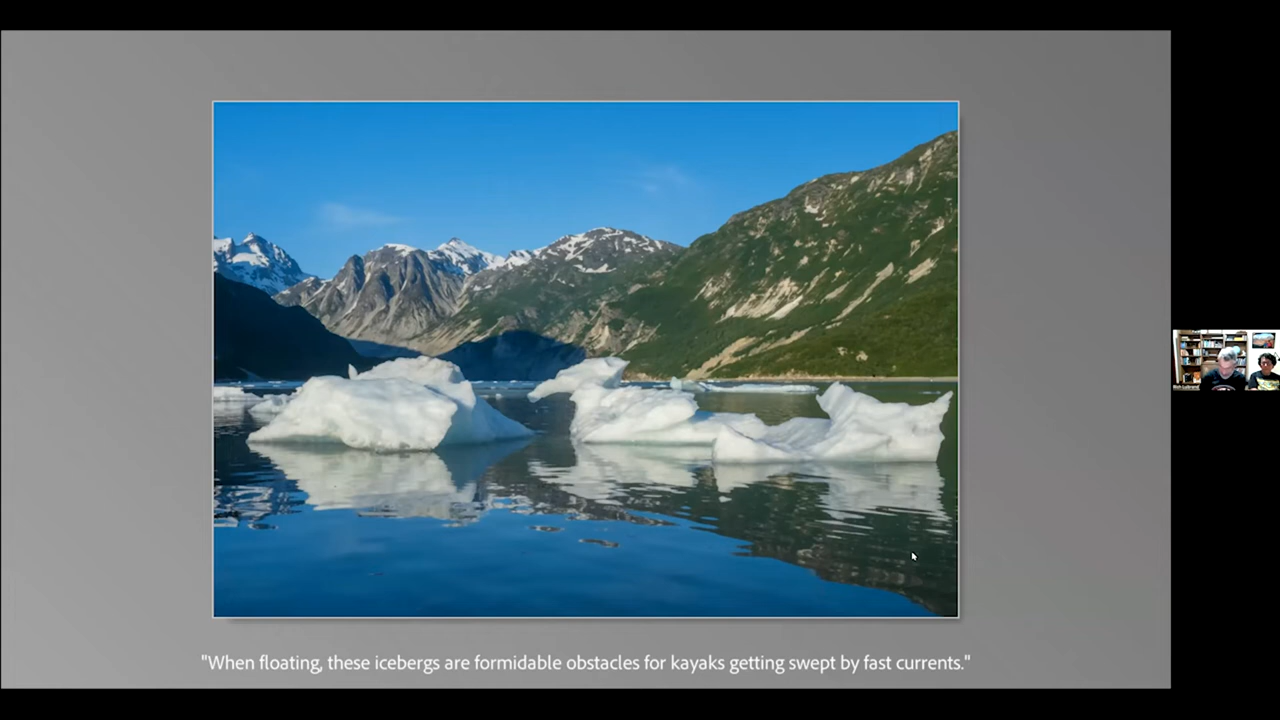 "When floating, these icebergs are formidable obstacles for kayaks getting swept by fast currents."